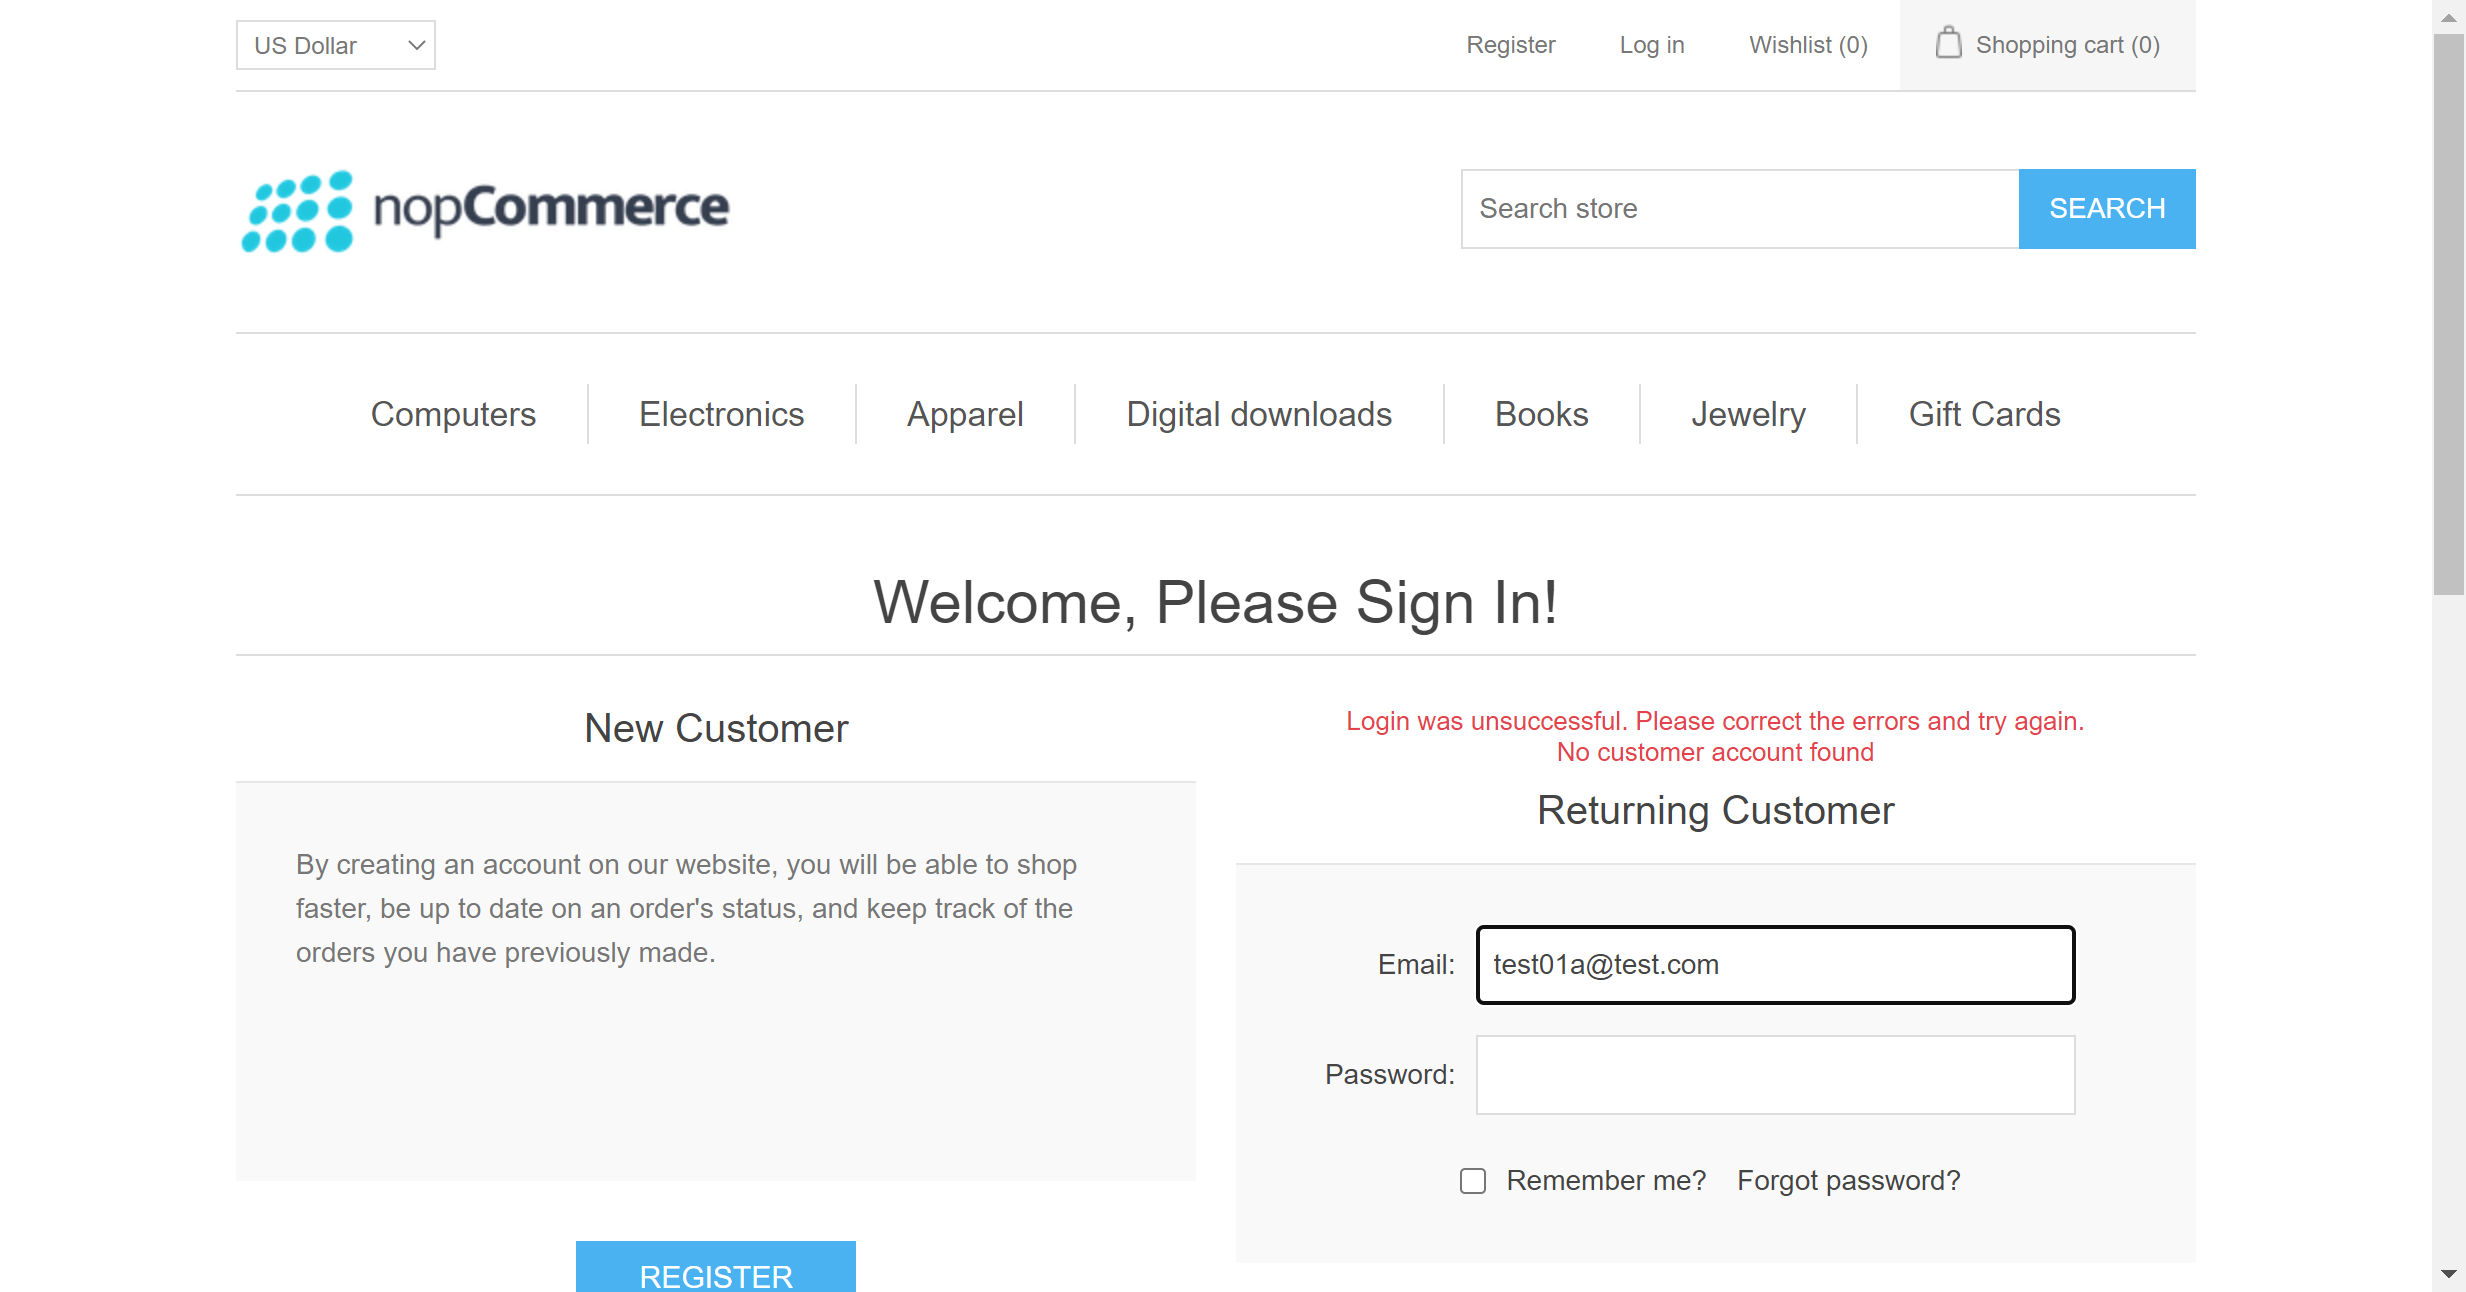 US Dollar
Register
Log in
Wishlist (0)
Shopping cart (0)
nopCommerce
Search store
SEARCH
Computers
Electronics
Apparel
Digital downloads
Books
Jewelry
Gift Cards
Welcome, Please Sign In!
New Customer
By creating an account on our website, you will be able to shop
faster, be up to date on an order's status, and keep track of the
orders you have previously made.
REGISTER
Login was unsuccessful. Please correct the errors and try again.
No customer account found
Returning Customer
Email:
test01a@test.com
Password:
Remember me?
Forgot password?